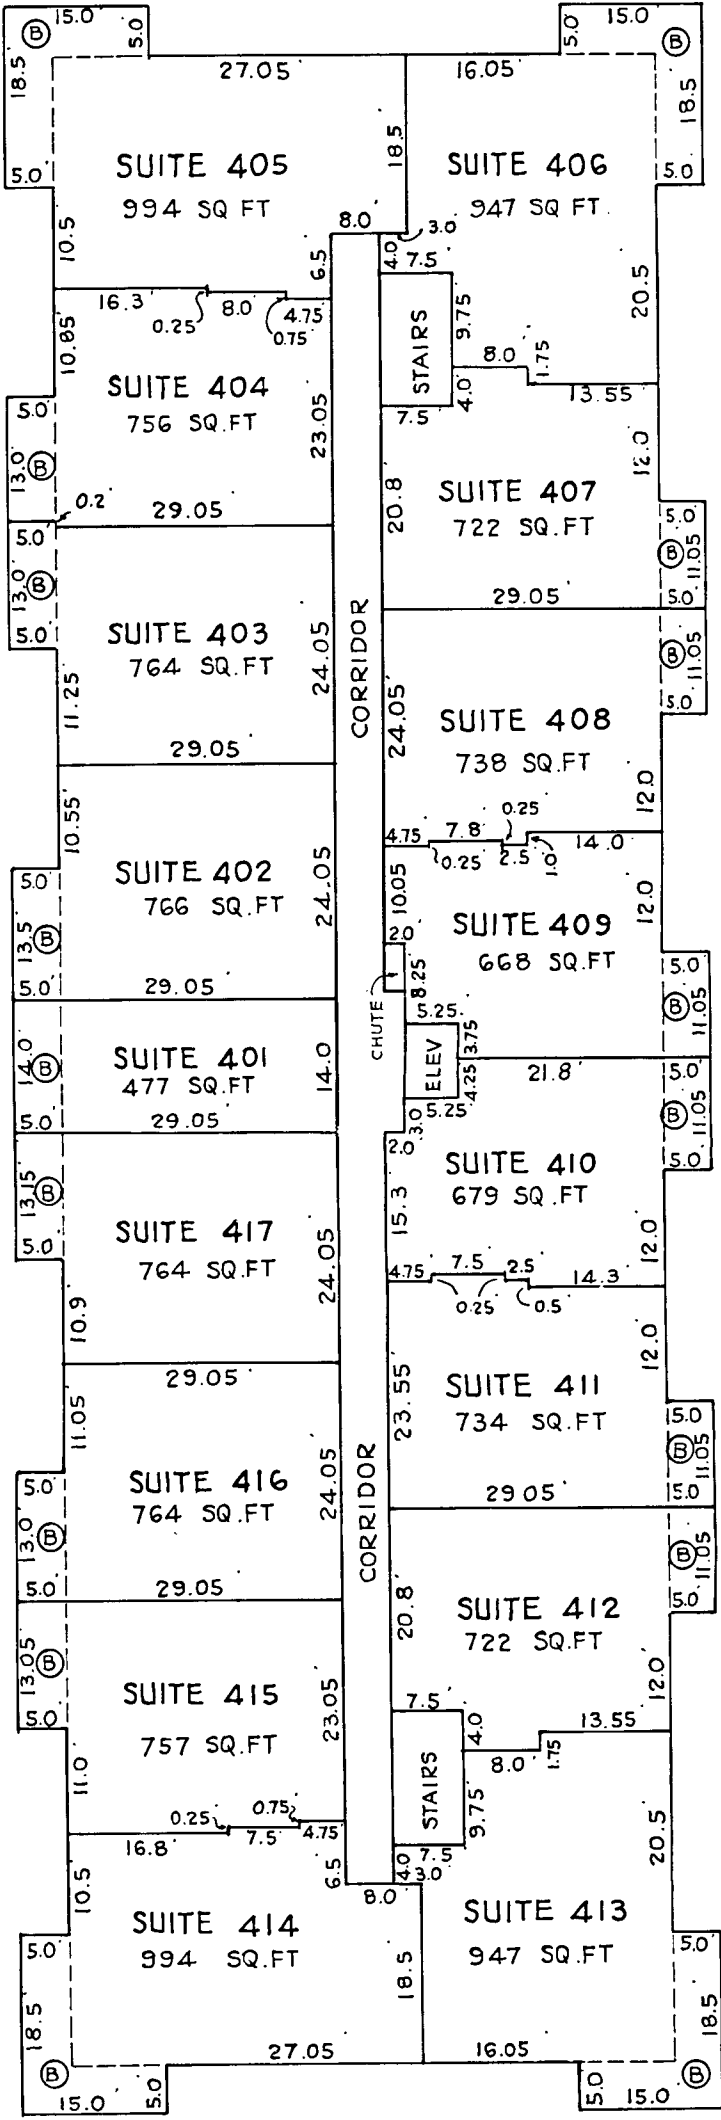 15.0'
5.0
B
18.5
5.0'
27.05
16.05
5.0
15.0
B
18.5
5.0
SUITE 405
994 SQ FT
18.5
SUITE 406
947 SQ FT
10.5
8.0
3.0
6.5
4.0
7.5
16.3
0.25
8.0
4.75
0.75
STAIRS
9.75
20.5
8.0
1.75
13.55
7.5
4.0
10.85
SUITE 404
756 SQ.FT
23.05
5.0
13.0
B
0.2
29.05
20.8
SUITE 407
722 SQ.FT
12.0
5.0
B
11.05
5.0
29.05
5.0
13.0
B
5.0
SUITE 403
764 SQ.FT
24.05
CORRIDOR
11.25
29.05
B
11.05
5.0
24.05
SUITE 408
738 SQ.FT
12.0
4.75
7.8
0.25
0.25
2.5
1.0
14.0
10.55
SUITE 402
766 SQ.FT
24.05
5.0
13.5
B
5.0
29.05
10.05
SUITE 409
668 SQ.FT
12.0
2.0
CHUTE
8.25
5.0
B
11.05
5.25
3.75
ELEV
21.8
4.25
5.25
3.0
2.0
14.0
B
5.0
SUITE 401
477 SQ.FT
14.0
29.05
5.0
B
11.05
5.0
SUITE 410
679 SQ.FT
15.3
12.0
13.15
B
5.0
SUITE 417
764 SQ.FT
24.05
10.9
29.05
4.75
7.5
2.5
0.25
0.5
14.3
SUITE 411
734 SQ.FT
23.55
12.0
5.0
B
11.05
5.0
29 05
11.05
SUITE 416
764 SQ.FT
24.05
CORRIDOR
5.0
13.0
B
5.0
29.05
20.8
SUITE 412
722 SQ.FT
B
11.05
5.0
12.0
13.05
B
5.0
SUITE 415
757 SQ.FT
23.05
11.0
7.5
4.0
8.0
1.75
13.55
STAIRS
9.75
7.5
4.0
3.0
20.5
0.25
0.75
16.8
7.5
4.75
6.5
8.0
10.5
SUITE 414
994 SQ.FT
SUITE 413
947 SQ.FT
5.0
18.5
B
15.0
5.0
27.05
18.5
16.05
5.0
18.5
B
5.0
15.0